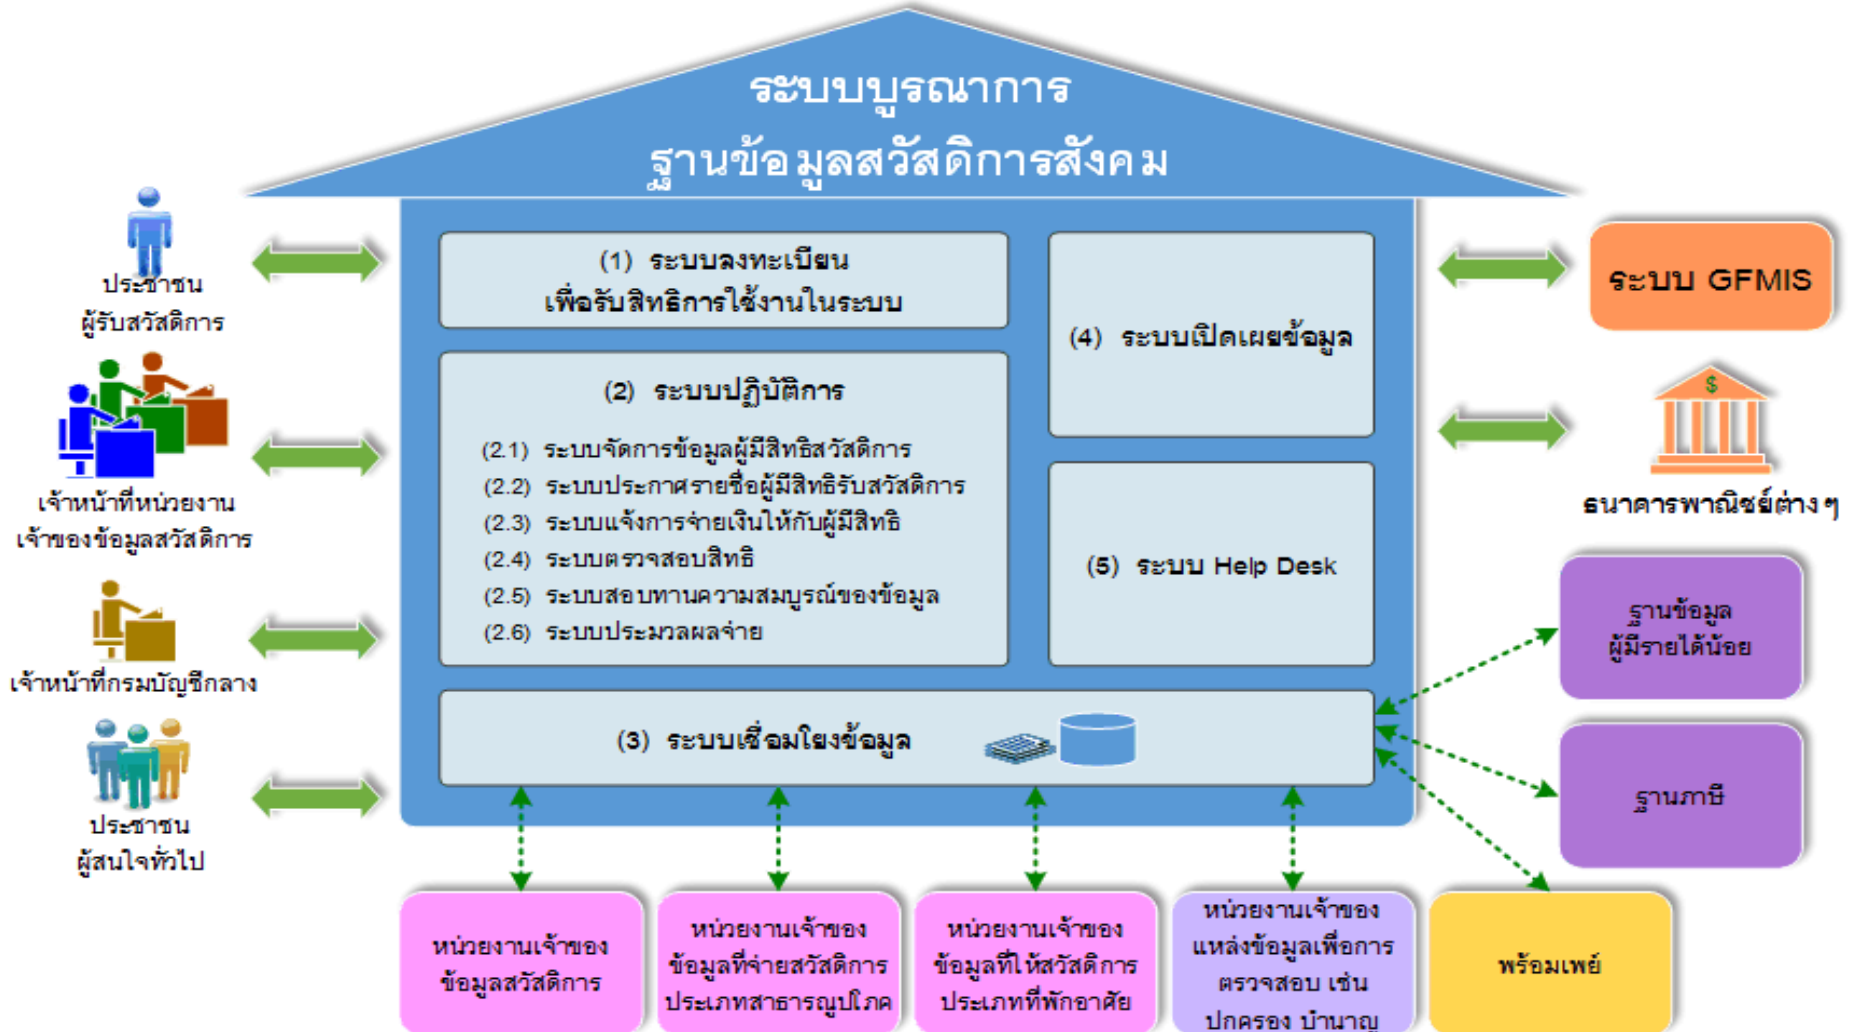 ระบบบูรณาการ
ฐานข้อมูลสวัสดิการสังคม
ประชาชน
ผู้รับสวัสดิการ
เจ้าหน้าที่หน่วยงาน
เจ้าของข้อมูลสวัสดิการ
เจ้าหน้าที่กรมบัญชีกลาง
ประชาชน
ผู้สนใจทั่วไป
(1) ระบบลงทะเบียน
เพื่อรับสิทธิการใช้งานในระบบ
(2) ระบบปฏิบัติการ
(2.1) ระบบจัดการข้อมูลผู้มีสิทธิสวัสดิการ
(2.2) ระบบประกาศรายชื่อผู้มีสิทธิรับสวัสดิการ
(2.3) ระบบแจ้งการจ่ายเงินให้กับผู้มีสิทธิ
(2.4) ระบบตรวจสอบสิทธิ
(2.5) ระบบสอบทานความสมบูรณ์ของข้อมูล
(2.6) ระบบประมวลผลจ่าย
(4) ระบบเปิดเผยข้อมูล
(5) ระบบ Help Desk
(3) ระบบเชื่อมโยงข้อมูล
ระบบ GFMIS
$
ธนาคารพาณิชย์ต่างๆ
ฐานข้อมูล
ผู้มีรายได้น้อย
ฐานภาษี
หน่วยงานเจ้าของ
ข้อมูลสวัสดิการ
หน่วยงานเจ้าของ
ข้อมูลที่จ่ายสวัสดิการ
ประเภทสาธารณูปโภค
หน่วยงานเจ้าของ
ข้อมูลที่ให้สวัสดิการ
ประเภทที่พักอาศัย
หน่วยงานเจ้าของ
แหล่งข้อมูลเพื่อการ
ตรวจสอบ เช่น
ปกครอง บำนาญ
พร้อมเพย์